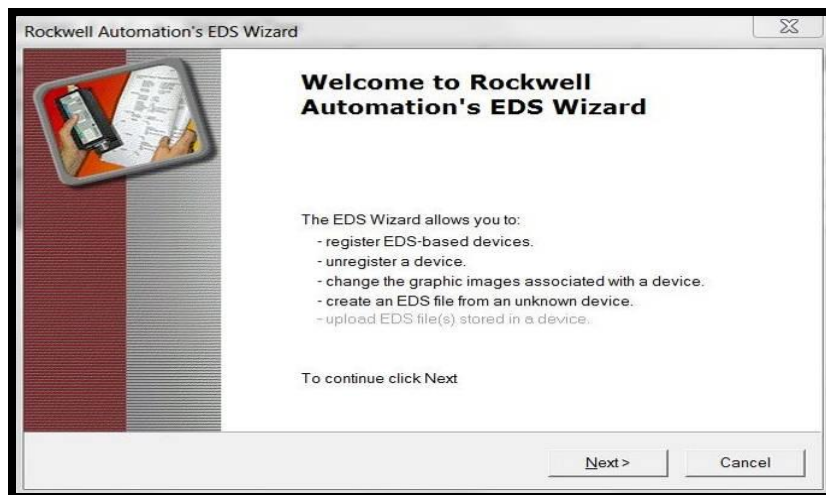 Rockwell Automation's EDS Wizard
Welcome to Rockwell
Automation's EDS Wizard
The EDS Wizard allows you to:
- register EDS-based devices.
- unregister a device.
- change the graphic images associated with a device.
- create an EDS file from an unknown device.
- upload EDS file(s) stored in a device.
To continue click Next
Next >
Cancel